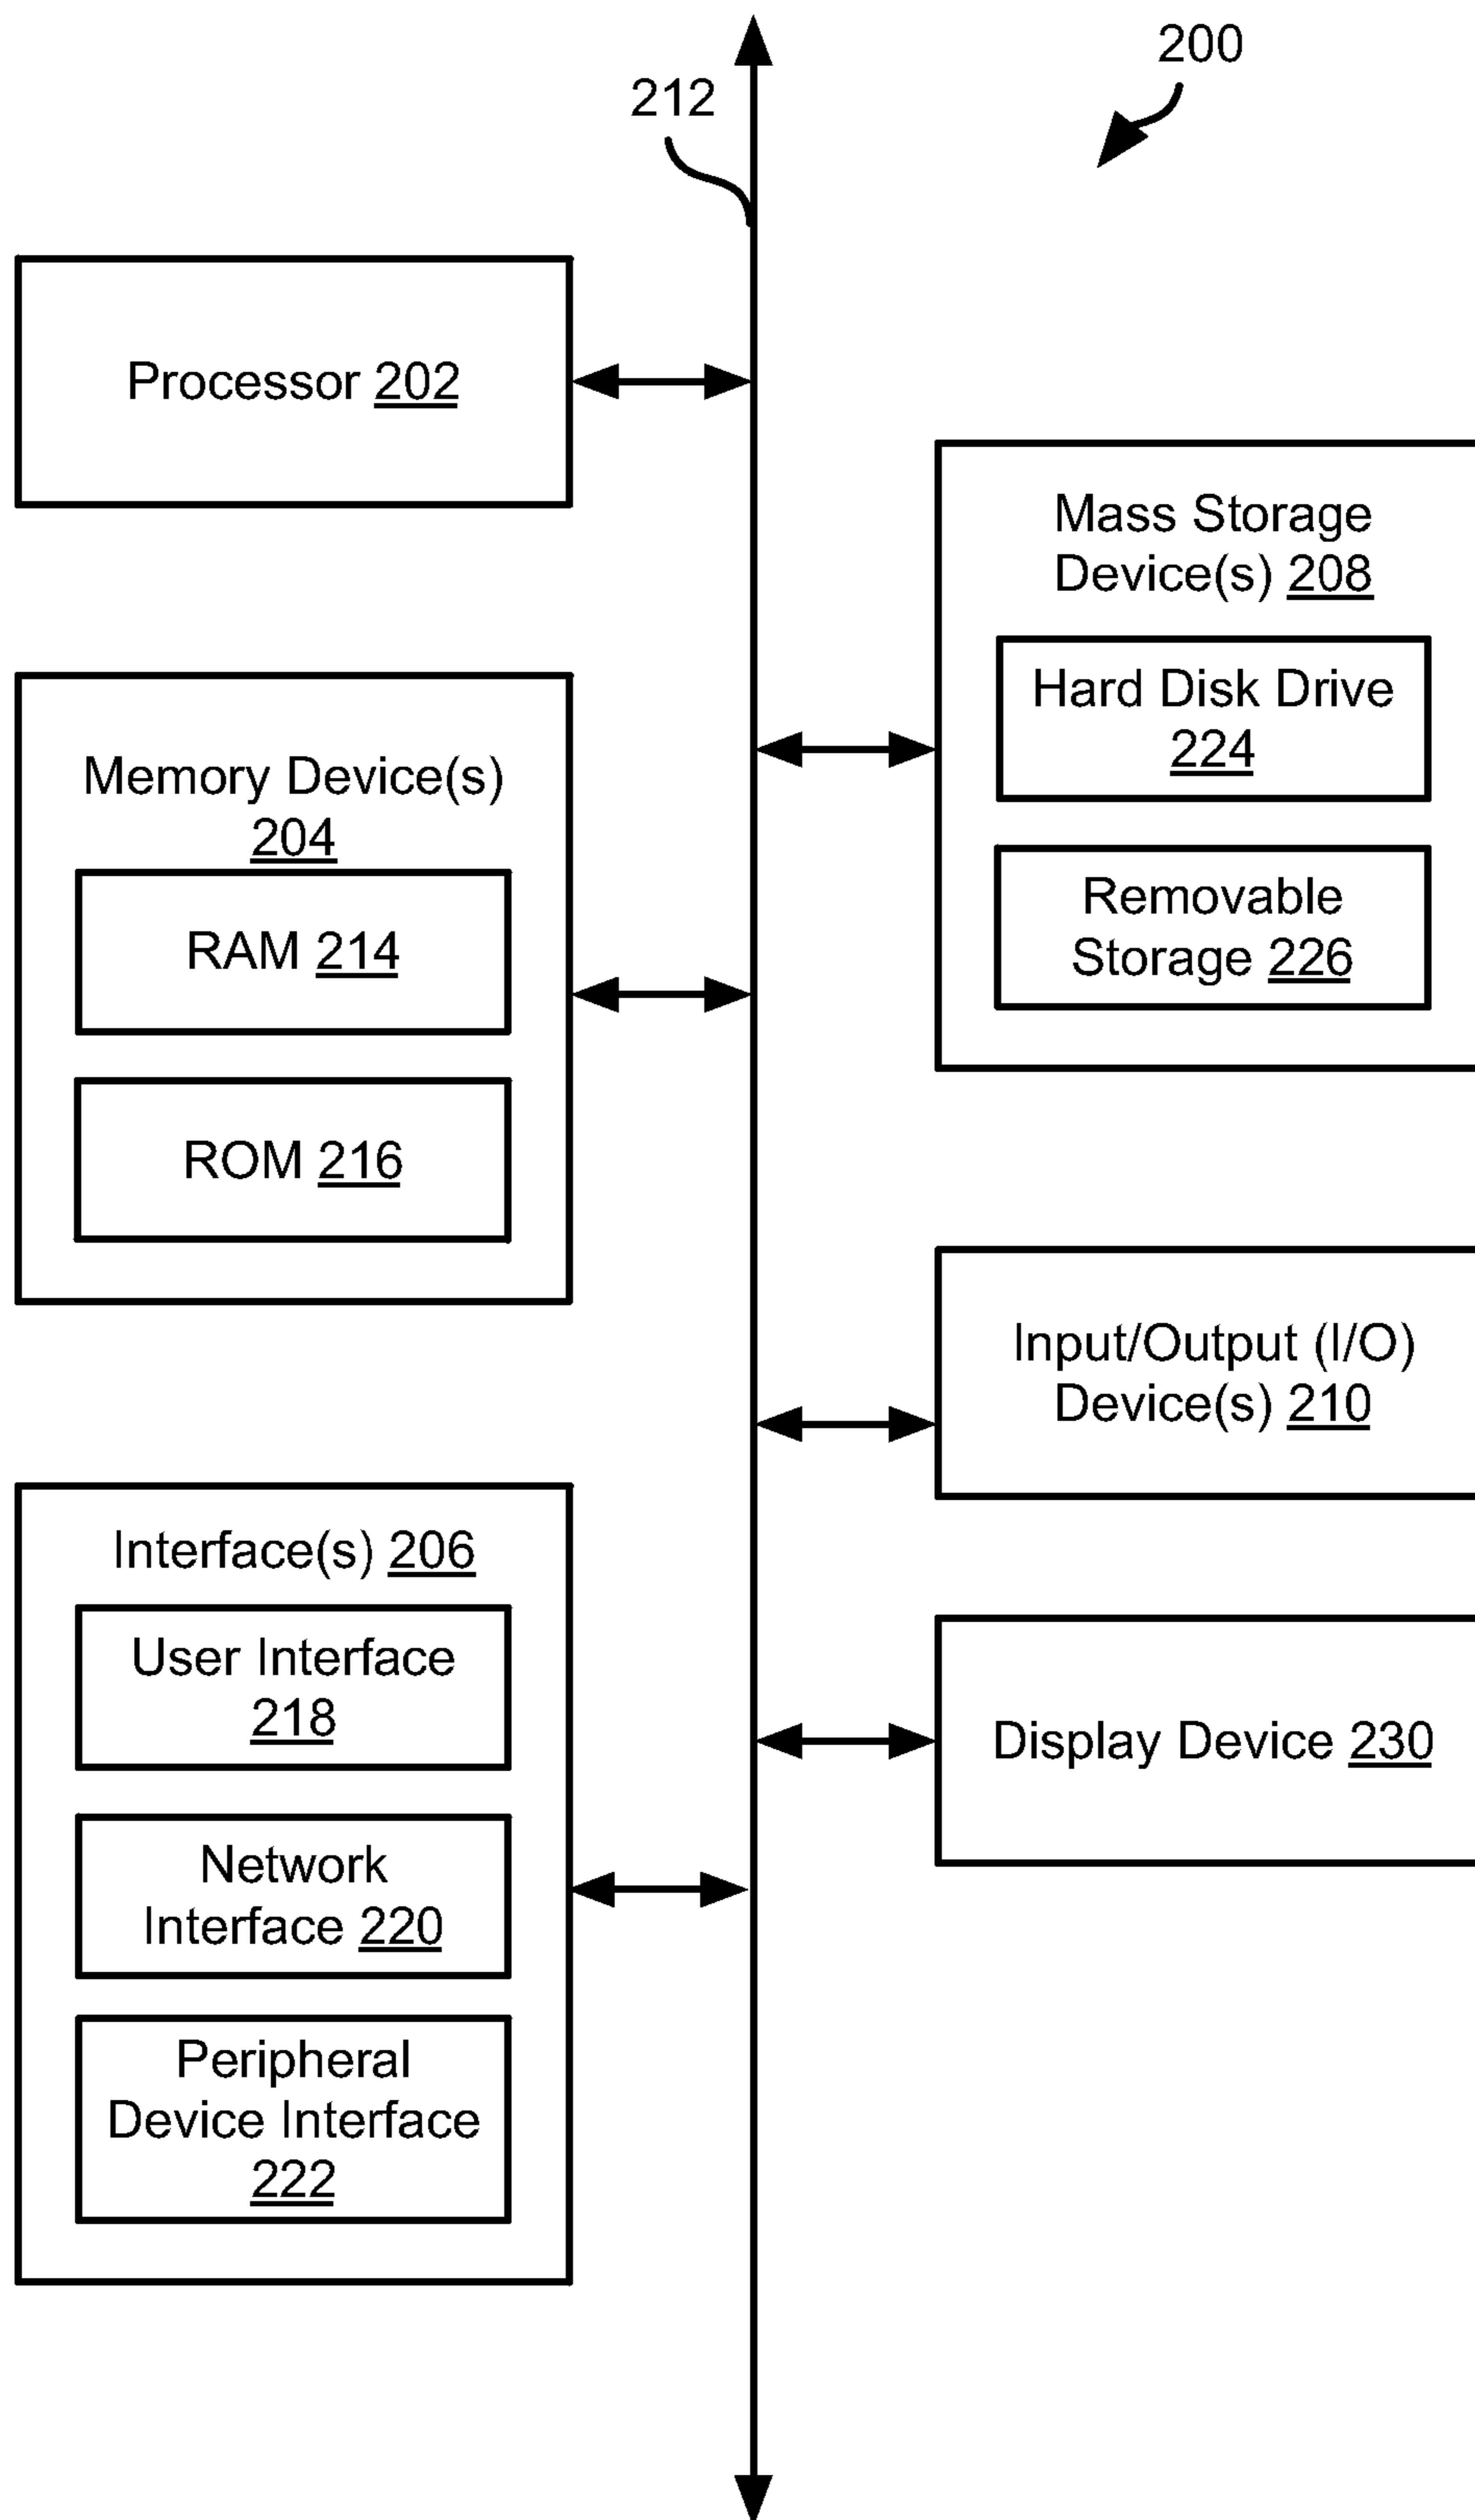 200
212
Processor 202
Mass Storage
Device(s) 208
Hard Disk Drive
224
Removable
Storage 226
Memory Device(s)
204
RAM 214
ROM 216
Input/Output (I/O)
Device(s) 210
Interface(s) 206
User Interface
218
Network
Interface 220
Peripheral
Device Interface
222
Display Device 230